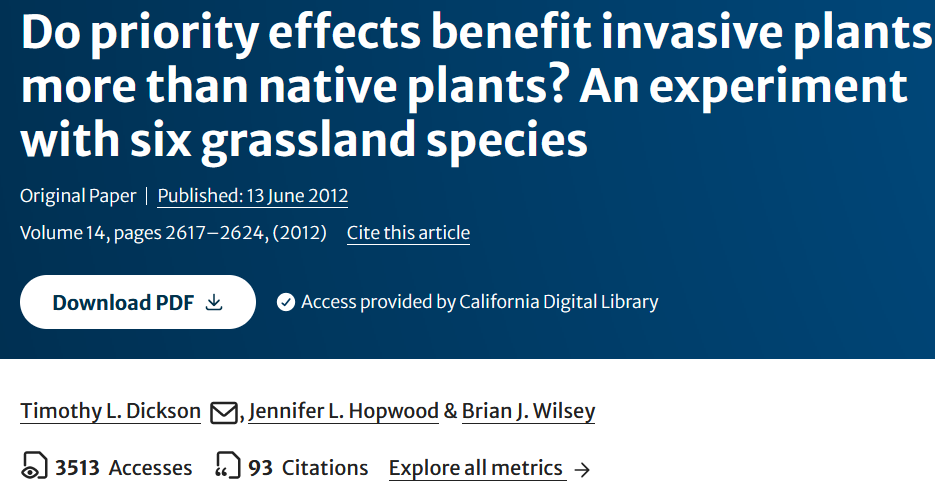 Do priority effects benefit invasive plants
more than native plants? An experiment
with six grassland species
Original Paper | Published: 13 June 2012
Volume 14, pages 2617–2624, (2012) Cite this article
Download PDF Access provided by California Digital Library
Timothy L. Dickson , Jennifer L. Hopwood & Brian J. Wilsey
3513 Accesses 93 Citations Explore all metrics →